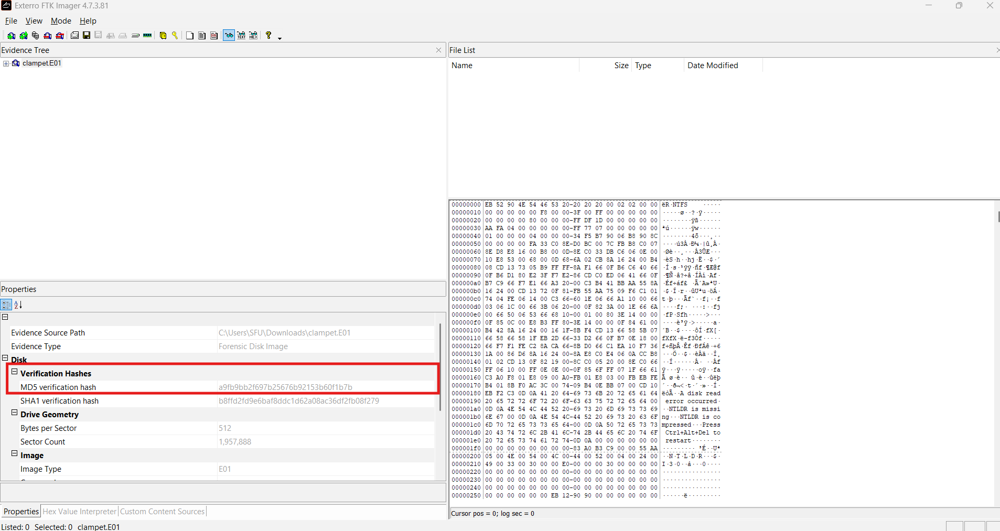 Exterro FTK Imager 4.7.3.81
File View Mode Help
Evidence Tree
clampet.E01
File List
Name Size Type Date Modified
Properties
Evidence Source Path C:\Users\SFU\Downloads\clampet.E01
Evidence Type Forensic Disk Image
Disk
Verification Hashes
MD5 verification hash a9fb9bb2f697b25676b92153b60f1b7b
SHA1 verification hash b8ffd2fd9e6baf8ddc1d62a08ac36df2fb08f279
Drive Geometry
Bytes per Sector 512
Sector Count 1,957,888
Image
Image Type E01
Properties Hex Value Interpreter Custom Content Sources
Listed: 0 Selected: 0 clampet.E01
00000000 EB 52 90 4E 54 46 53 20-20 20 20 00 02 02 00 00 ëR·NTFS ·····
00000010 00 00 00 00 00 F8 00 00-3F 00 FF 00 00 00 00 00 ·····ø··?·ÿ·····
00000020 00 00 00 00 80 00 00 00-FF DF 1D 00 00 00 00 00 ········ÿß······
00000030 AA FA 04 00 00 00 00 00-FF 77 07 00 00 00 00 00 ªú······ÿw······
00000040 01 00 00 00 04 00 00 00-34 F5 B7 90 06 B8 90 8C
00000050 00 00 00 00 FA 33 C0 8E-D0 BC 00 7C FB B8 C0 07
00000060 8E D8 E8 16 00 B8 00 0D-8E C0 33 DB C6 06 0E 00
00000070 10 E8 53 00 68 00 0D 68-6A 02 CB 8A 16 24 00 B4
00000080 08 CD 13 73 05 B9 FF FF-8A F1 66 0F B6 C6 40 66
00000090 0F B6 D1 80 E2 3F F7 E2-86 CD C0 ED 06 41 66 0F
000000a0 B7 C9 66 F7 E1 66 A3 20-00 C3 B4 41 BB AA 55 8A
000000b0 16 24 00 CD 13 72 0F 81-FB 55 AA 75 09 F6 C1 01
000000c0 74 04 FE 06 14 00 C3 66-60 1E 06 66 A1 10 00 66
000000d0 03 06 1C 00 66 3B 06 20-00 0F 82 3A 00 1E 66 6A
000000e0 00 66 50 06 53 66 68 10-00 01 00 80 3E 14 00 00
000000f0 0F 85 0C 00 E8 B3 FF 80-3E 14 00 00 0F 84 61 00
00000100 B4 42 8A 16 24 00 16 1F-8B F4 CD 13 66 58 5B 07
00000110 66 58 66 58 1F EB 2D 66-33 D2 66 0F B7 0E 18 00
00000120 66 F7 F1 FE C2 8A CA 66-8B D0 66 C1 EA 10 F7 36
00000130 1A 00 86 D6 8A 16 24 00-8A E8 C0 E4 06 0A CC B8
00000140 01 02 CD 13 0F 82 19 00-8C C0 05 20 00 8E C0 66
00000150 FF 06 10 00 FF 0E 0E 00-0F 85 6F FF 07 1F 66 61
00000160 C3 A0 F8 01 E8 09 00 A0-FB 01 E8 03 00 FB EB FE
00000170 B4 01 8B F0 AC 3C 00 74-09 B4 0E BB 07 00 CD 10
00000180 EB F2 C3 0D 0A 41 20 64-69 73 6B 20 72 65 61 64 ëòÃ··A disk read
00000190 20 65 72 72 6F 72 20 6F-63 63 75 72 72 65 64 00 error occurred·
000001a0 0D 0A 4E 54 4C 44 52 20-69 73 20 6D 69 73 73 69 ··NTLDR is missi
000001b0 6E 67 00 0D 0A 4E 54 4C-44 52 20 69 73 20 63 6F ng···NTLDR is co
000001c0 6D 70 72 65 73 73 65 64-00 0D 0A 50 72 65 73 73 mpressed···Press
000001d0 20 43 74 72 6C 2B 41 6C-74 2B 44 65 6C 20 74 6F Ctrl+Alt+Del to
000001e0 20 72 65 73 74 61 72 74-0D 0A 00 00 00 00 00 00 restart········
000001f0 00 00 00 00 00 00 00 00-83 A0 B3 C9 00 00 55 AA
00000200 05 00 4E 00 54 00 4C 00-44 00 52 00 04 00 24 00 ··N·T·L·D·R···$·
00000210 49 00 33 00 30 00 00 E0-00 00 00 30 00 00 00 00 I·3·0··à···0····
00000220 00 00 00 00 00 00 00 00-00 00 00 00 00 00 00 00 ················
00000230 00 00 00 00 00 00 00 00-00 00 00 00 00 00 00 00 ················
00000240 00 00 00 00 00 00 00 00-00 00 00 00 00 00 00 00 ················
00000250 00 00 00 00 00 00 EB 12-90 90 00 00 00 00 00 00 ······ë·········
Cursor pos = 0; log sec = 0